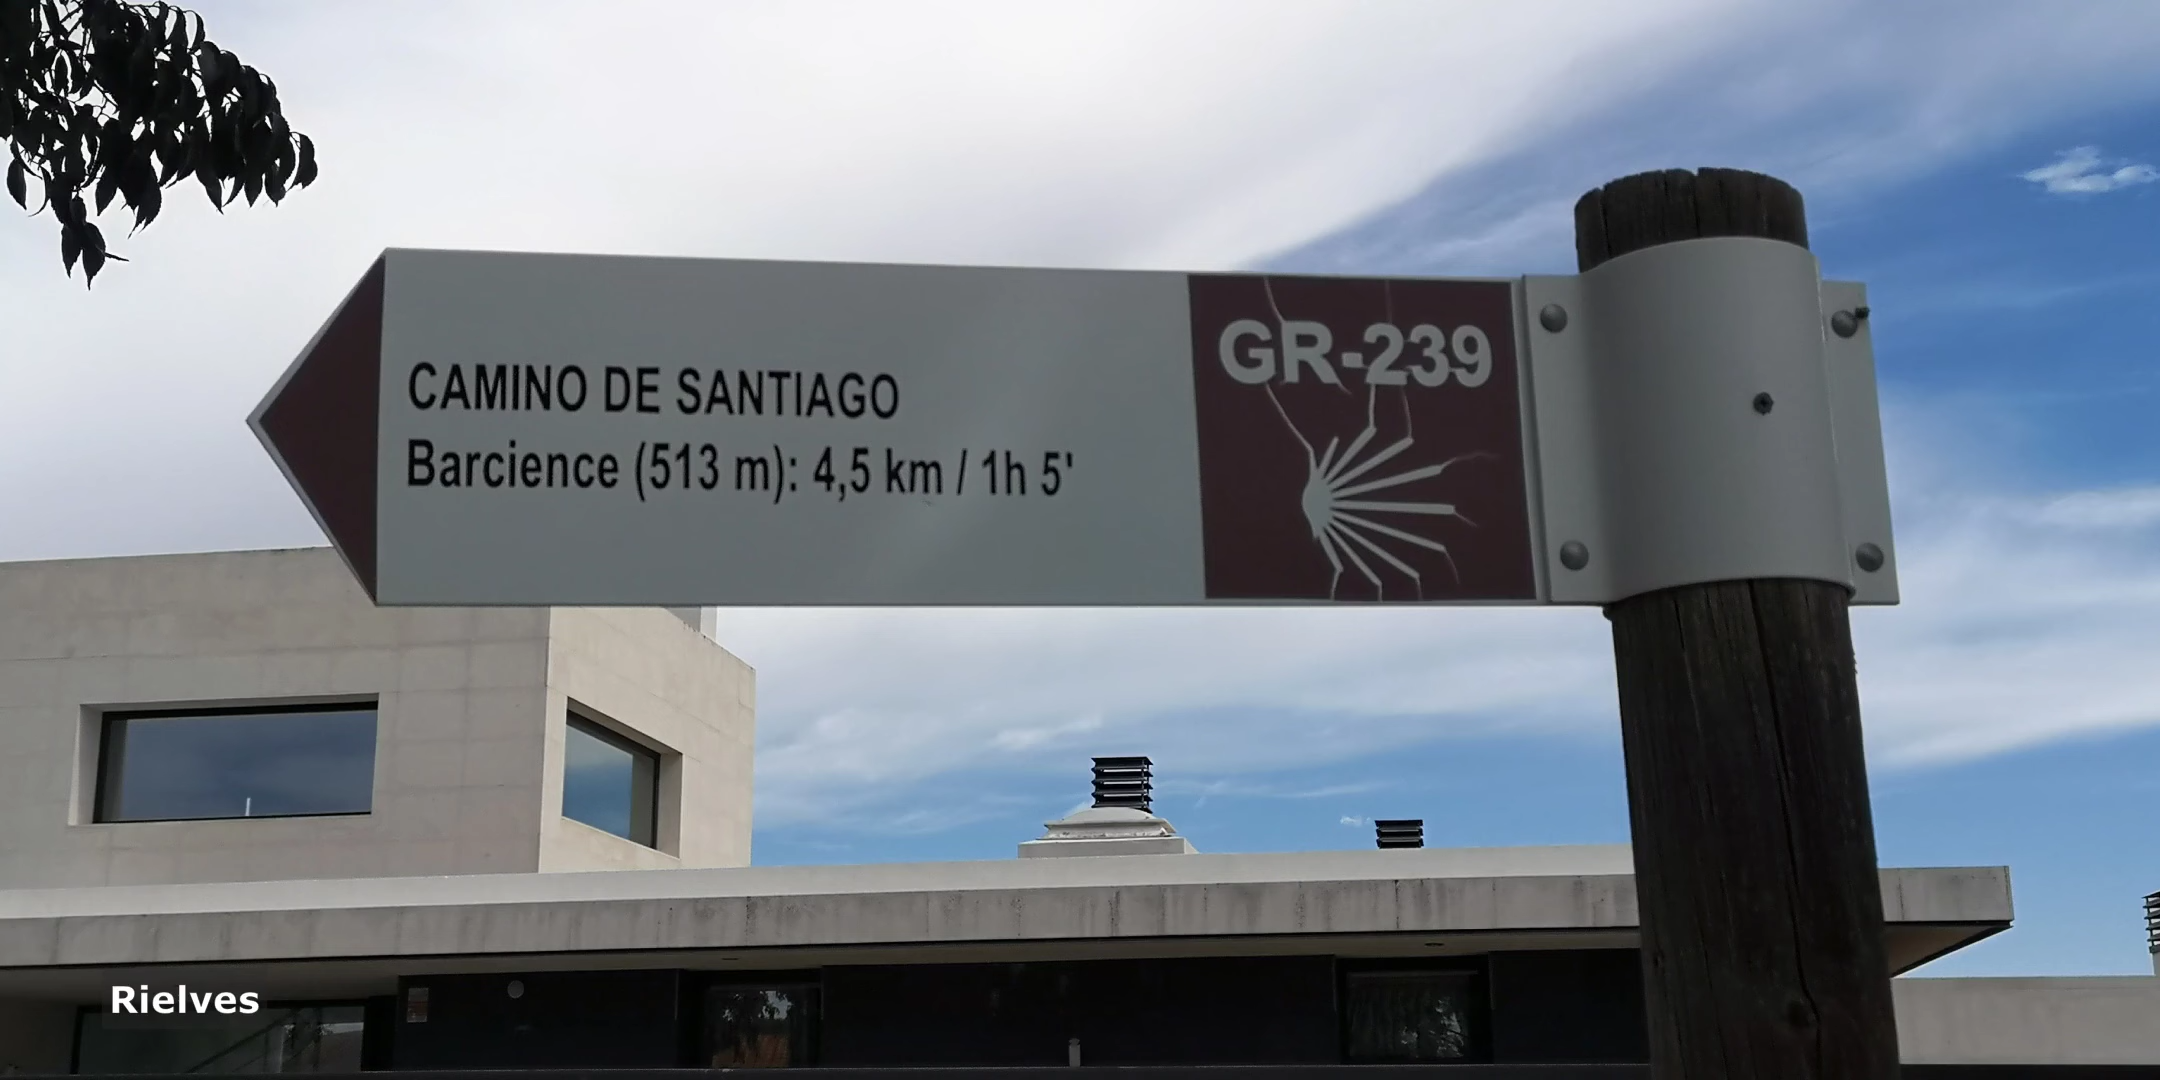 CAMINO DE SANTIAGO
Barcience (513 m): 4,5 km / 1h 5'
GR-239
Rielves